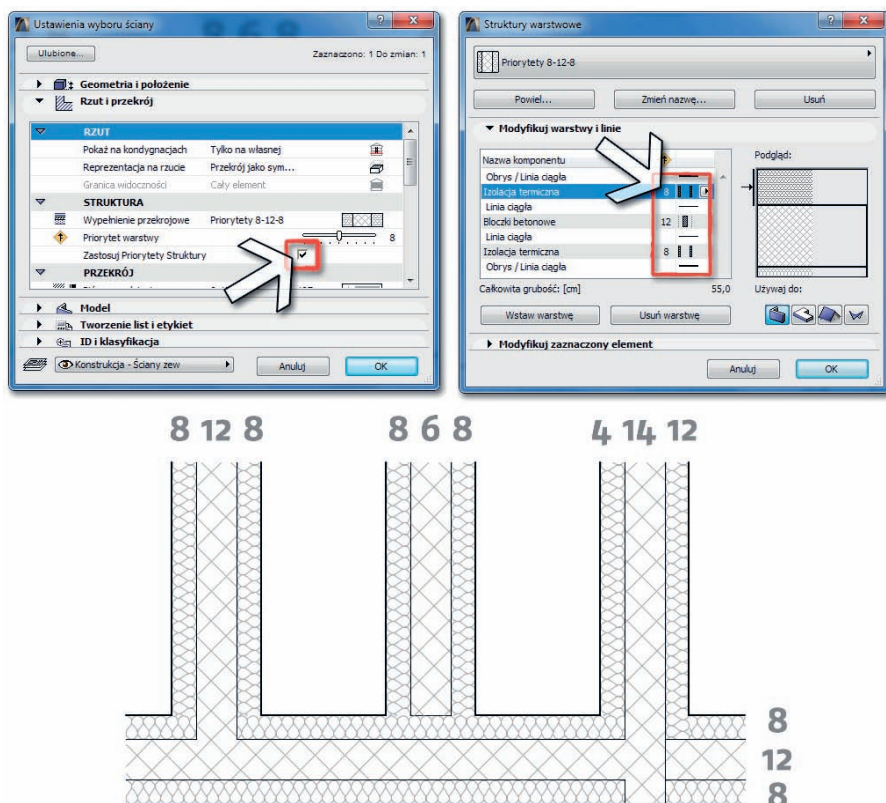 Ustawienia wyboru ściany
Ulubione...
Zaznaczono: 1 Do zmian: 1
Geometria i położenie
Rzut i przekrój
RZUT
Pokaż na kondygnacjach Tylko na własnej
Reprezentacja na rzucie Przekrój jako sym...
Granica widoczności Cały element
STRUKTURA
Wypełnienie przekrojowe Priorytety 8-12-8
Priorytet warstwy 8
Zastosuj Priorytety Struktury
PRZEKRÓJ
Model
Tworzenie list i etykiet
ID i klasyfikacja
Konstrukcja - Ściany zew
Anuluj
OK
Struktury warstwowe
Priorytety 8-12-8
Powiel...
Zmień nazwę...
Usuń
Modyfikuj warstwy i linie
Nazwa komponentu
Obrys / Linia ciągła
Izolacja termiczna 8
Linia ciągła
Bloczki betonowe 12
Linia ciągła
Izolacja termiczna 8
Obrys / Linia ciągła
Podgląd:
Całkowita grubość: [cm] 55,0
Używaj do:
Wstaw warstwę
Usuń warstwę
Modyfikuj zaznaczony element
Anuluj
OK
8 12 8
8 6 8
4 14 12
8
12
8